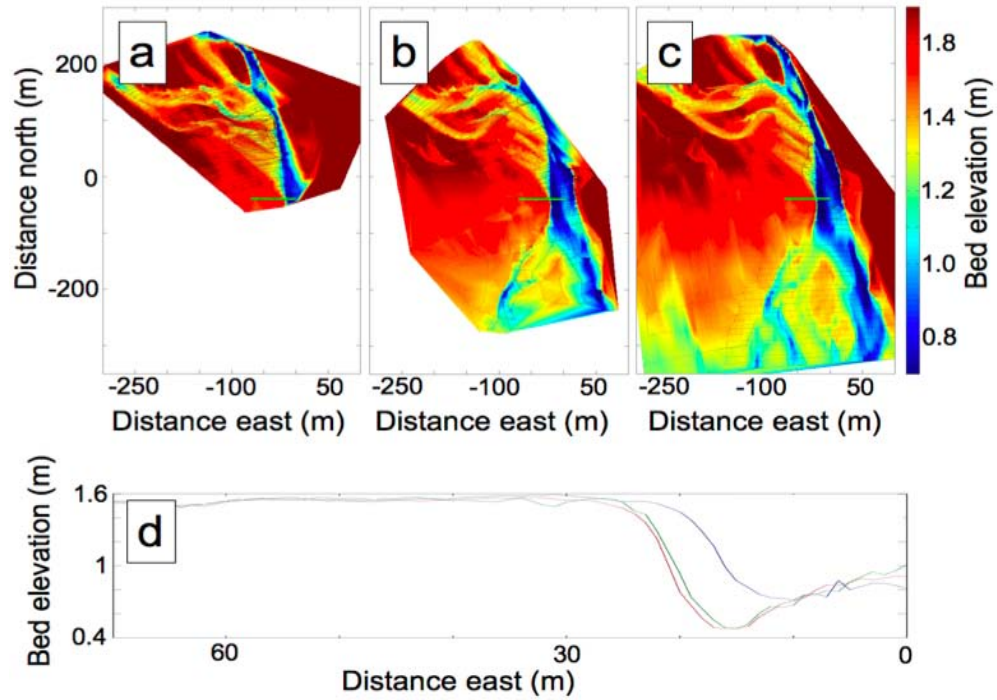 a
b
c
200
0
-200
Distance north (m)
-250 -100 50
-250 -100 50
-250 -100 50
Distance east (m)
Distance east (m)
Distance east (m)
1.8
1.6
1.4
1.2
1.0
0.8
Bed elevation (m)
d
1.6
1
0.4
Bed elevation (m)
60 30 0
Distance east (m)